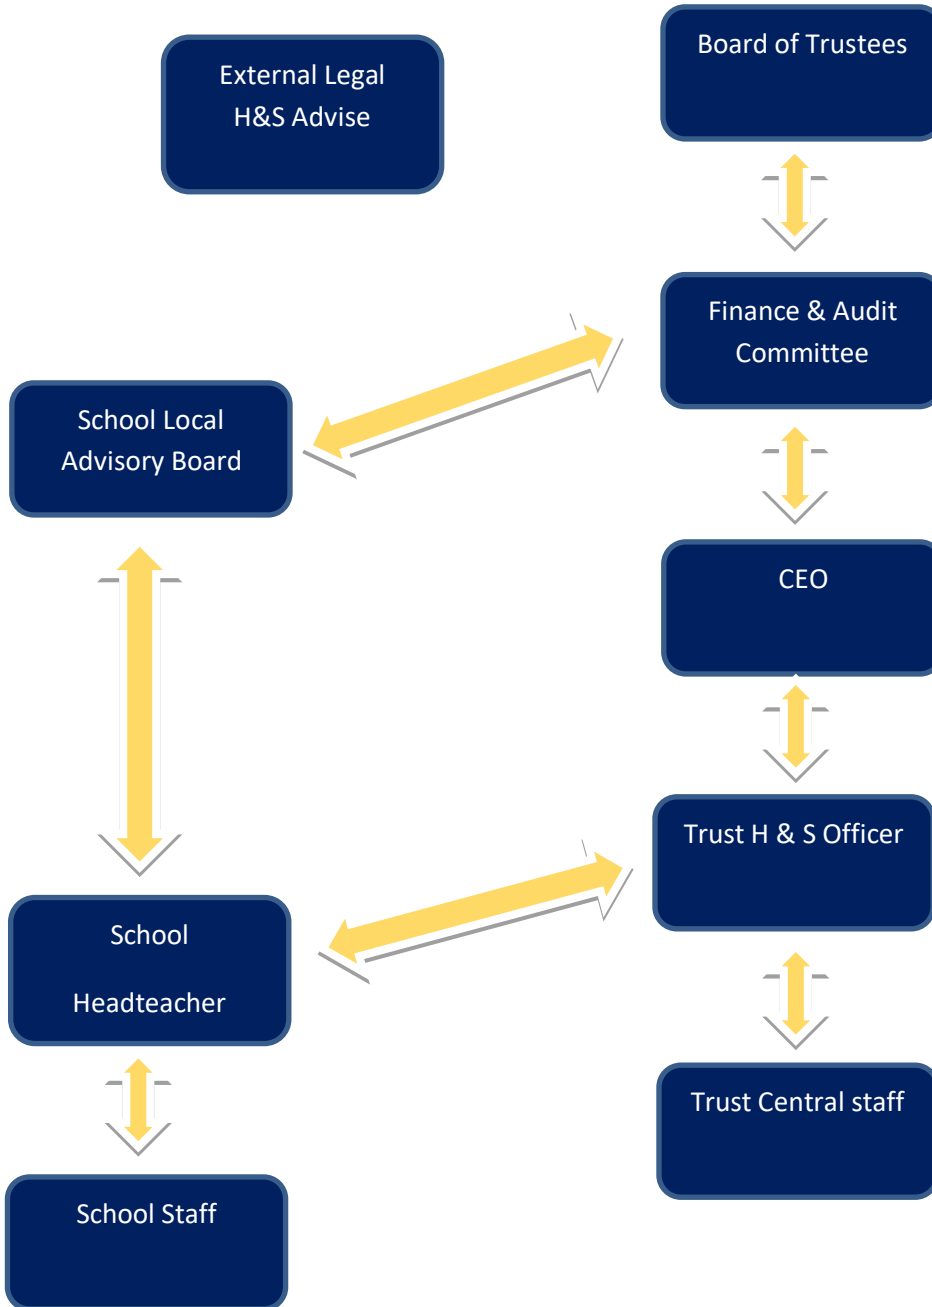 External Legal
H&S Advise
Board of Trustees
Finance & Audit
Committee
School Local
Advisory Board
CEO
Trust H & S Officer
School
Headteacher
Trust Central staff
School Staff